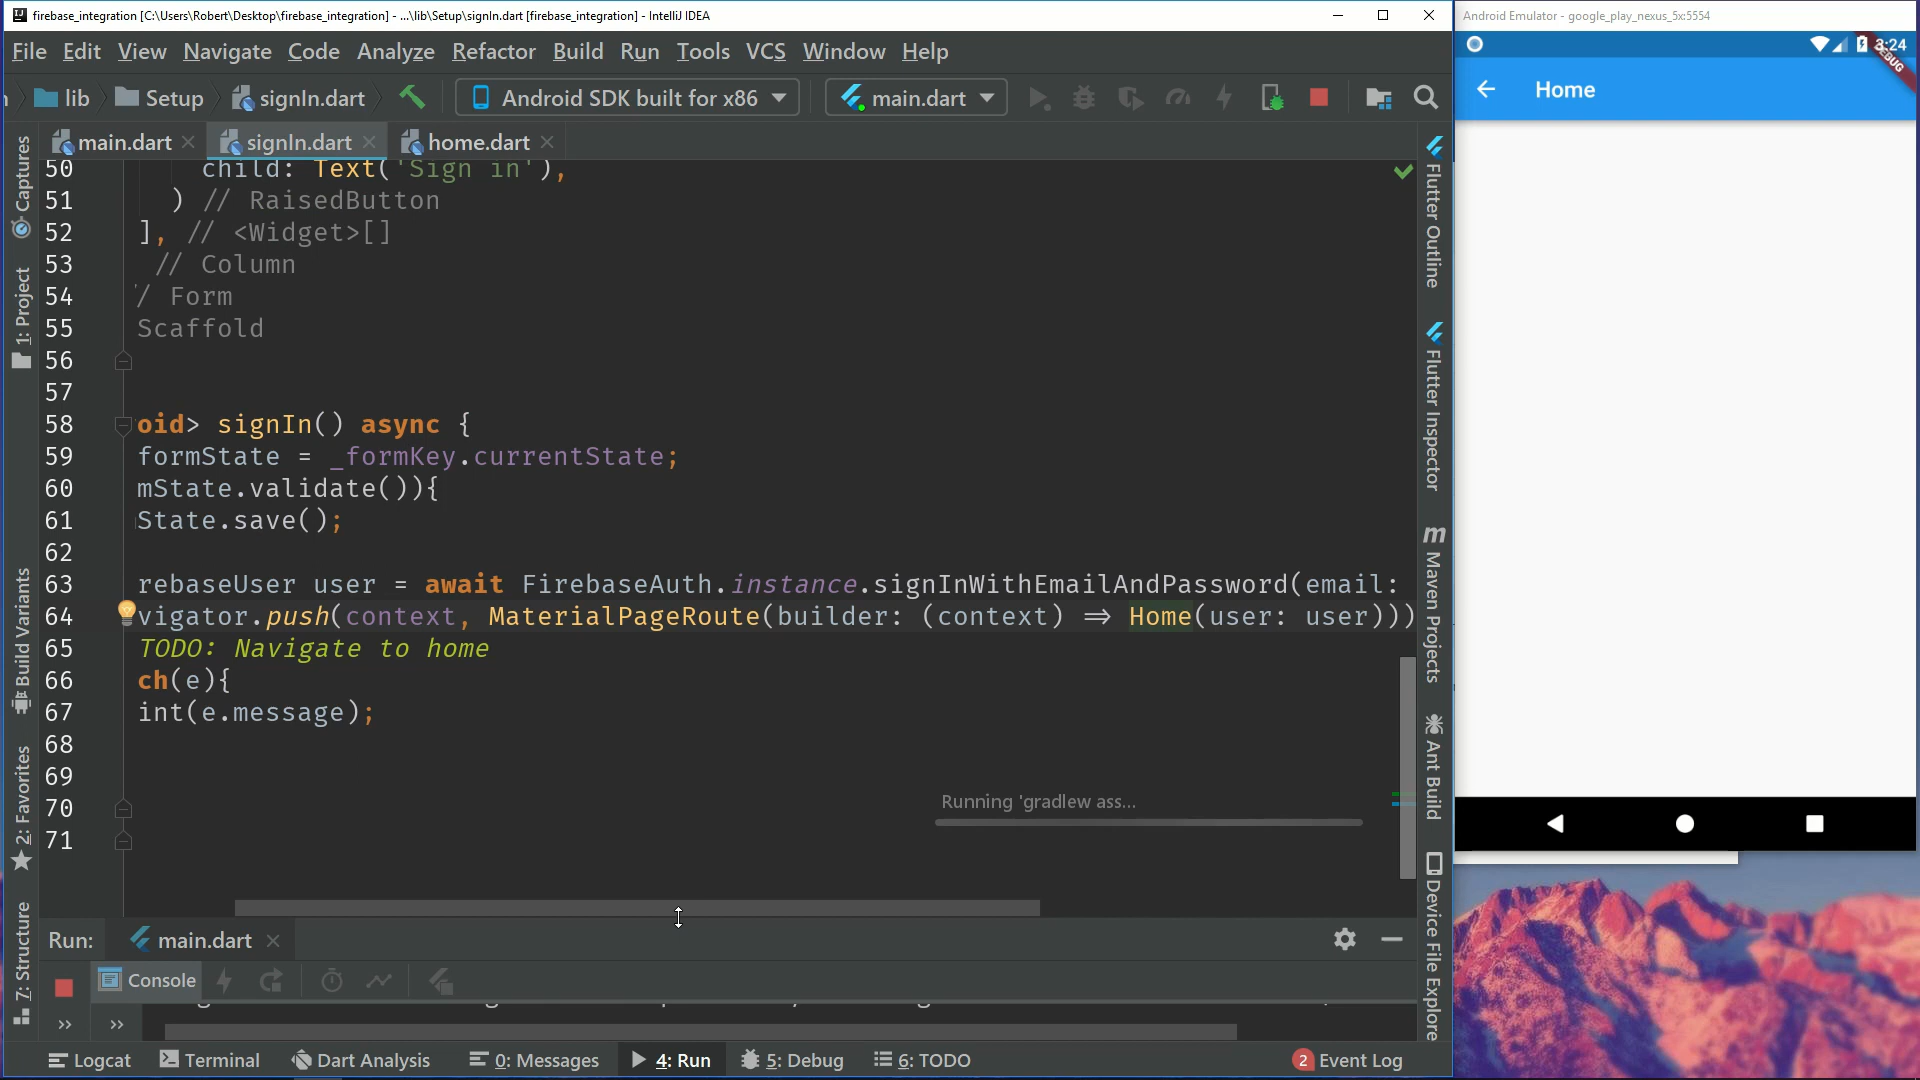 firebase_integration [C:\Users\Robert\Desktop\firebase_integration] - ...\lib\Setup\signIn.dart [firebase_integration] - IntelliJ IDEA
File Edit View Navigate Code Analyze Refactor Build Run Tools VCS Window Help
lib Setup signIn.dart Android SDK built for x86 main.dart
main.dart signIn.dart home.dart
50 child: Text('Sign in'),
51 ) // RaisedButton
52 ], // <Widget>[]
53 // Column
54 / Form
55 Scaffold
56
57
58 oid> signIn() async {
59 formState = _formKey.currentState;
60 mState.validate()){
61 State.save();
62
63 rebaseUser user = await FirebaseAuth.instance.signInWithEmailAndPassword(email:
64 vigator.push(context, MaterialPageRoute(builder: (context) => Home(user: user)))
65 TODO: Navigate to home
66 ch(e){
67 int(e.message);
68
69
70
71
Running 'gradlew ass...
Captures
1: Project
Build Variants
2: Favorites
7: Structure
Flutter Outline
Flutter Inspector
Maven Projects
Ant Build
Device File Explore
Run: main.dart
Console
Logcat Terminal Dart Analysis 0: Messages 4: Run 5: Debug 6: TODO 2 Event Log
Android Emulator - google_play_nexus_5x:5554
3:24
DEBUG
Home